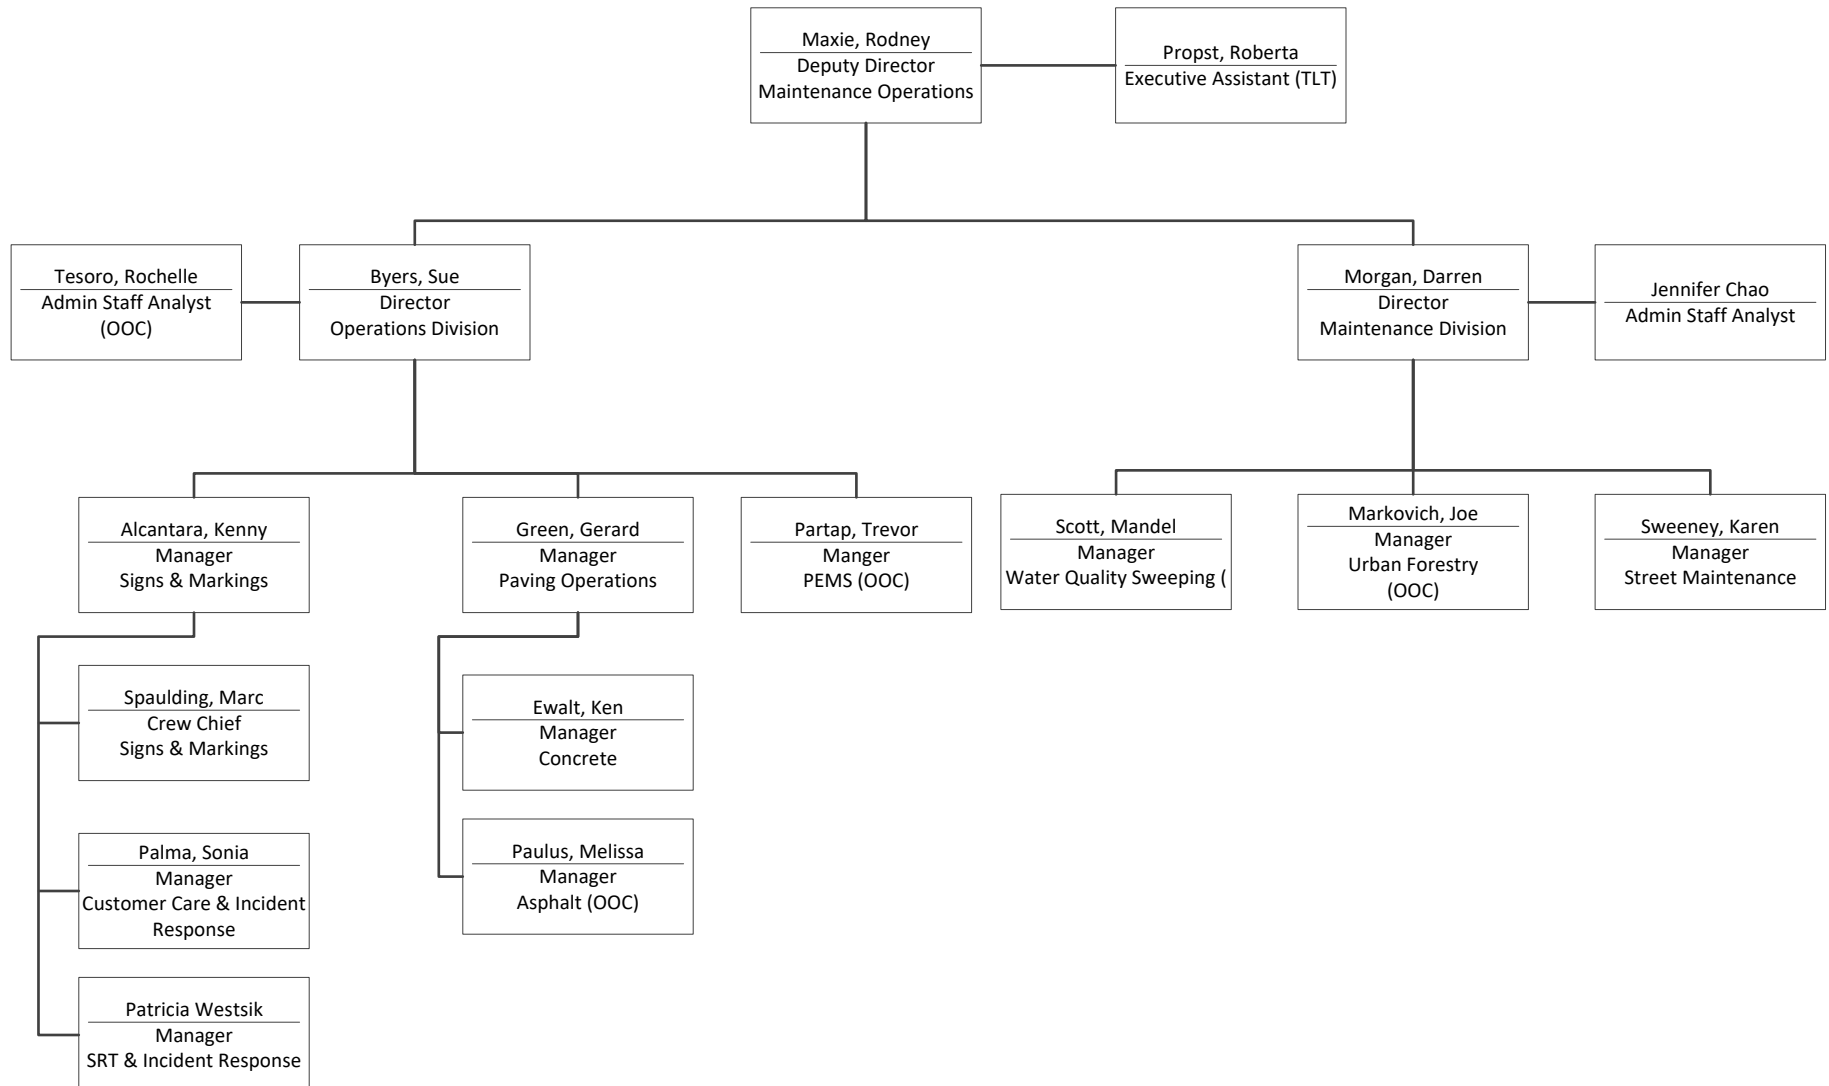 Maxie, Rodney
Deputy Director
Maintenance Operations
Propst, Roberta
Executive Assistant (TLT)
Tesoro, Rochelle
Admin Staff Analyst
(OOC)
Byers, Sue
Director
Operations Division
Morgan, Darren
Director
Maintenance Division
Jennifer Chao
Admin Staff Analyst
Alcantara, Kenny
Manager
Signs & Markings
Green, Gerard
Manager
Paving Operations
Partap, Trevor
Manger
PEMS (OOC)
Scott, Mandel
Manager
Water Quality Sweeping (
Markovich, Joe
Manager
Urban Forestry
(OOC)
Sweeney, Karen
Manager
Street Maintenance
Spaulding, Marc
Crew Chief
Signs & Markings
Ewalt, Ken
Manager
Concrete
Palma, Sonia
Manager
Customer Care & Incident
Response
Paulus, Melissa
Manager
Asphalt (OOC)
Patricia Westsik
Manager
SRT & Incident Response